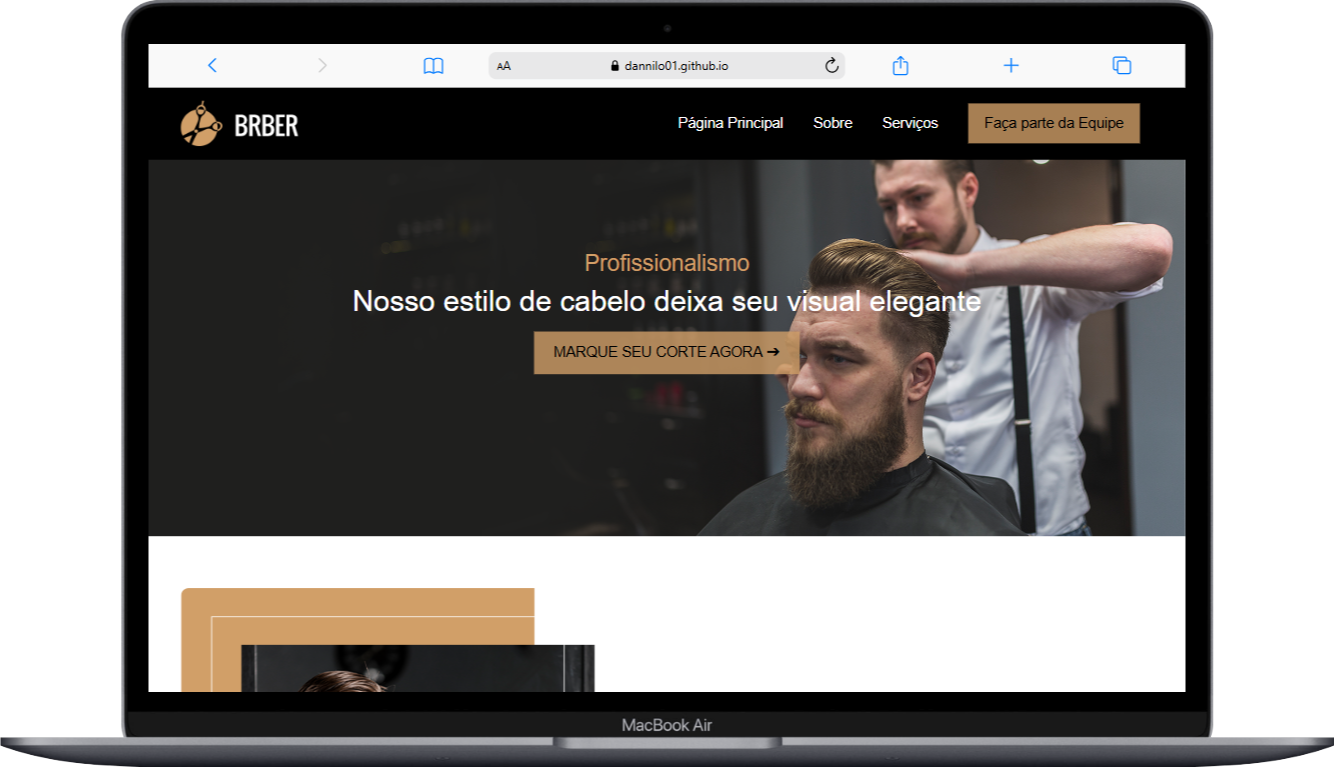 AA dannilo01.github.io
BRBER Página Principal Sobre Serviços Faça parte da Equipe
Profissionalismo
Nosso estilo de cabelo deixa seu visual elegante
MARQUE SEU CORTE AGORA ➔
MacBook Air